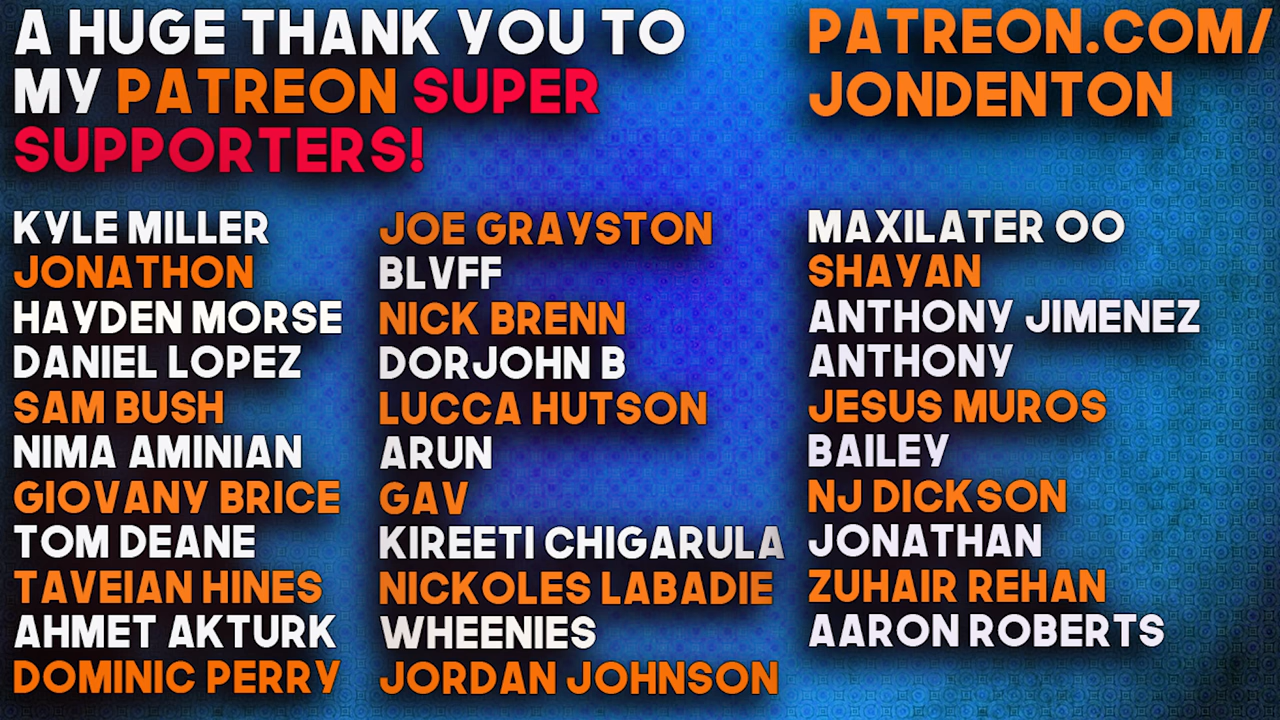 A HUGE THANK YOU TO
MY PATREON SUPER
SUPPORTERS!
PATREON.COM/
JONDENTON
KYLE MILLER
JONATHON
HAYDEN MORSE
DANIEL LOPEZ
SAM BUSH
NIMA AMINIAN
GIOVANY BRICE
TOM DEANE
TAVEIAN HINES
AHMET AKTURK
DOMINIC PERRY
JOE GRAYSTON
BLVFF
NICK BRENN
DORJOHN B
LUCCA HUTSON
ARUN
GAV
KIREETI CHIGARULA
NICKOLES LABADIE
WHEENIES
JORDAN JOHNSON
MAXILATER OO
SHAYAN
ANTHONY JIMENEZ
ANTHONY
JESUS MUROS
BAILEY
NJ DICKSON
JONATHAN
ZUHAIR REHAN
AARON ROBERTS